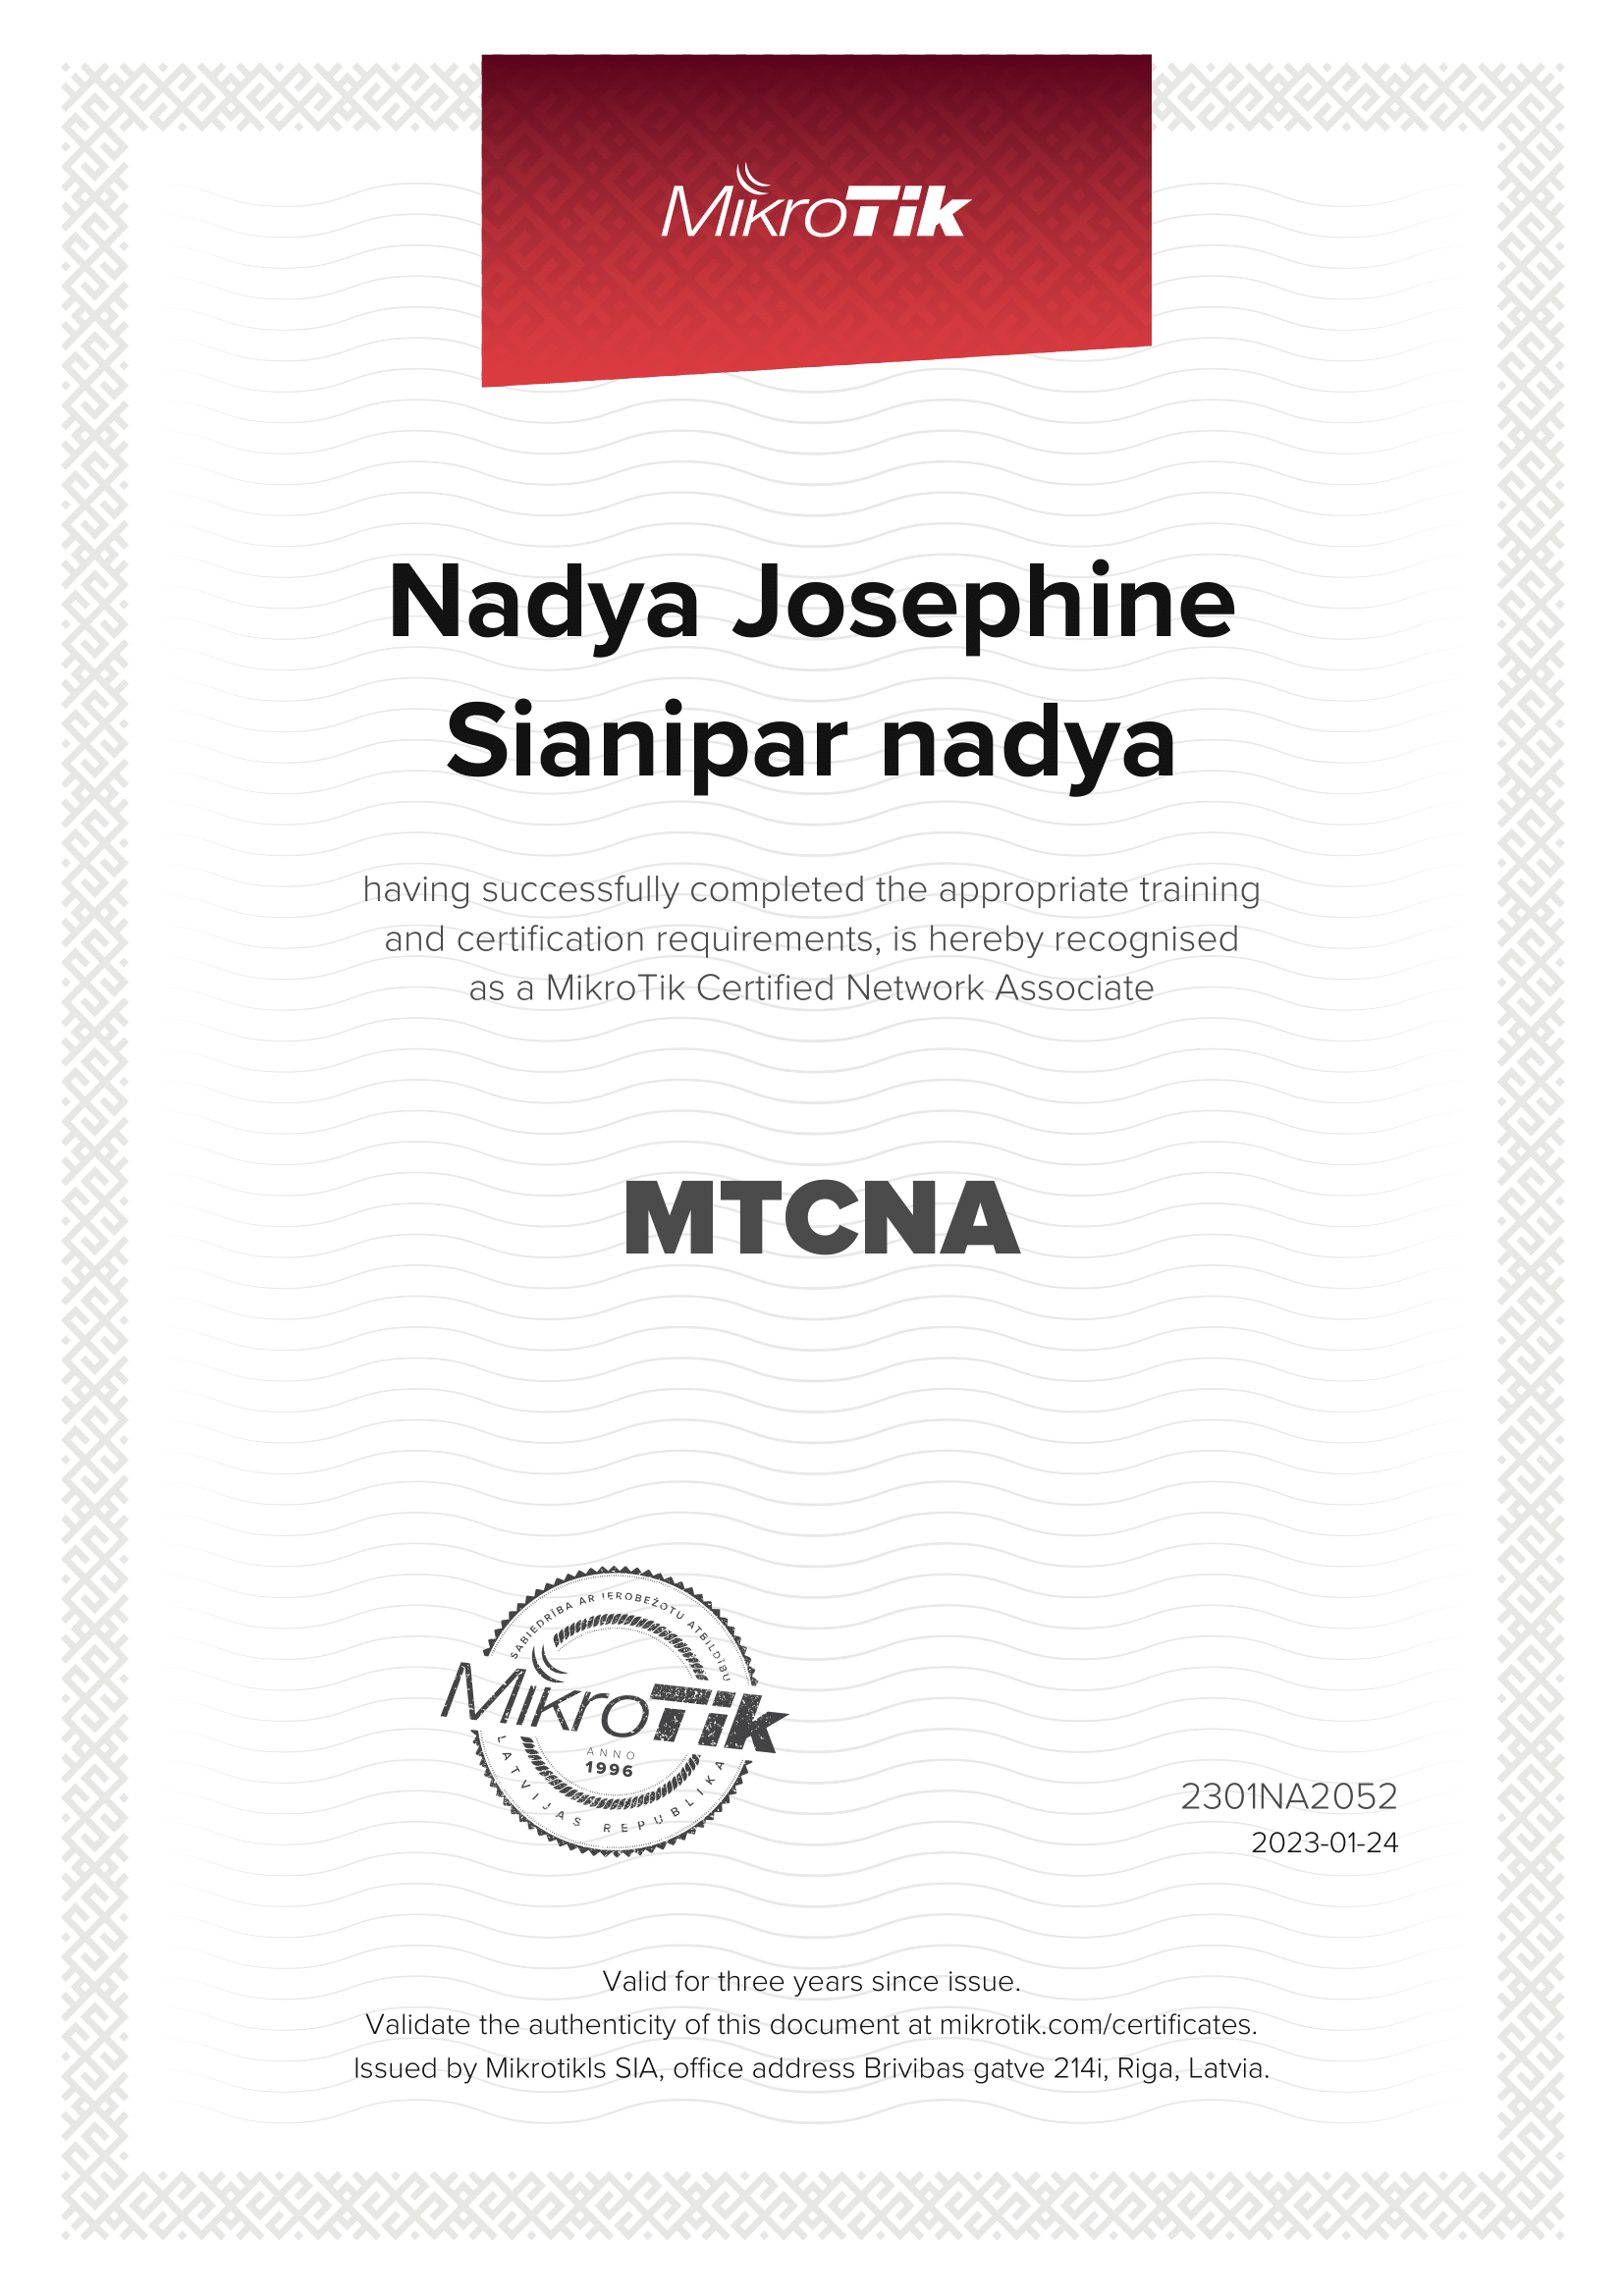 MikroTik
Nadya Josephine
Sianipar nadya
having successfully completed the appropriate training
and certification requirements, is hereby recognised
as a MikroTik Certified Network Associate
MTCNA
SABIEDRĪBA AR IEROBEŽOTU ATBILDĪBU
MikroTik
ANNO
1996
LATVIJAS REPUBLIKA
2301NA2052
2023-01-24
Valid for three years since issue.
Validate the authenticity of this document at mikrotik.com/certificates.
Issued by Mikrotikls SIA, office address Brivibas gatve 214i, Riga, Latvia.